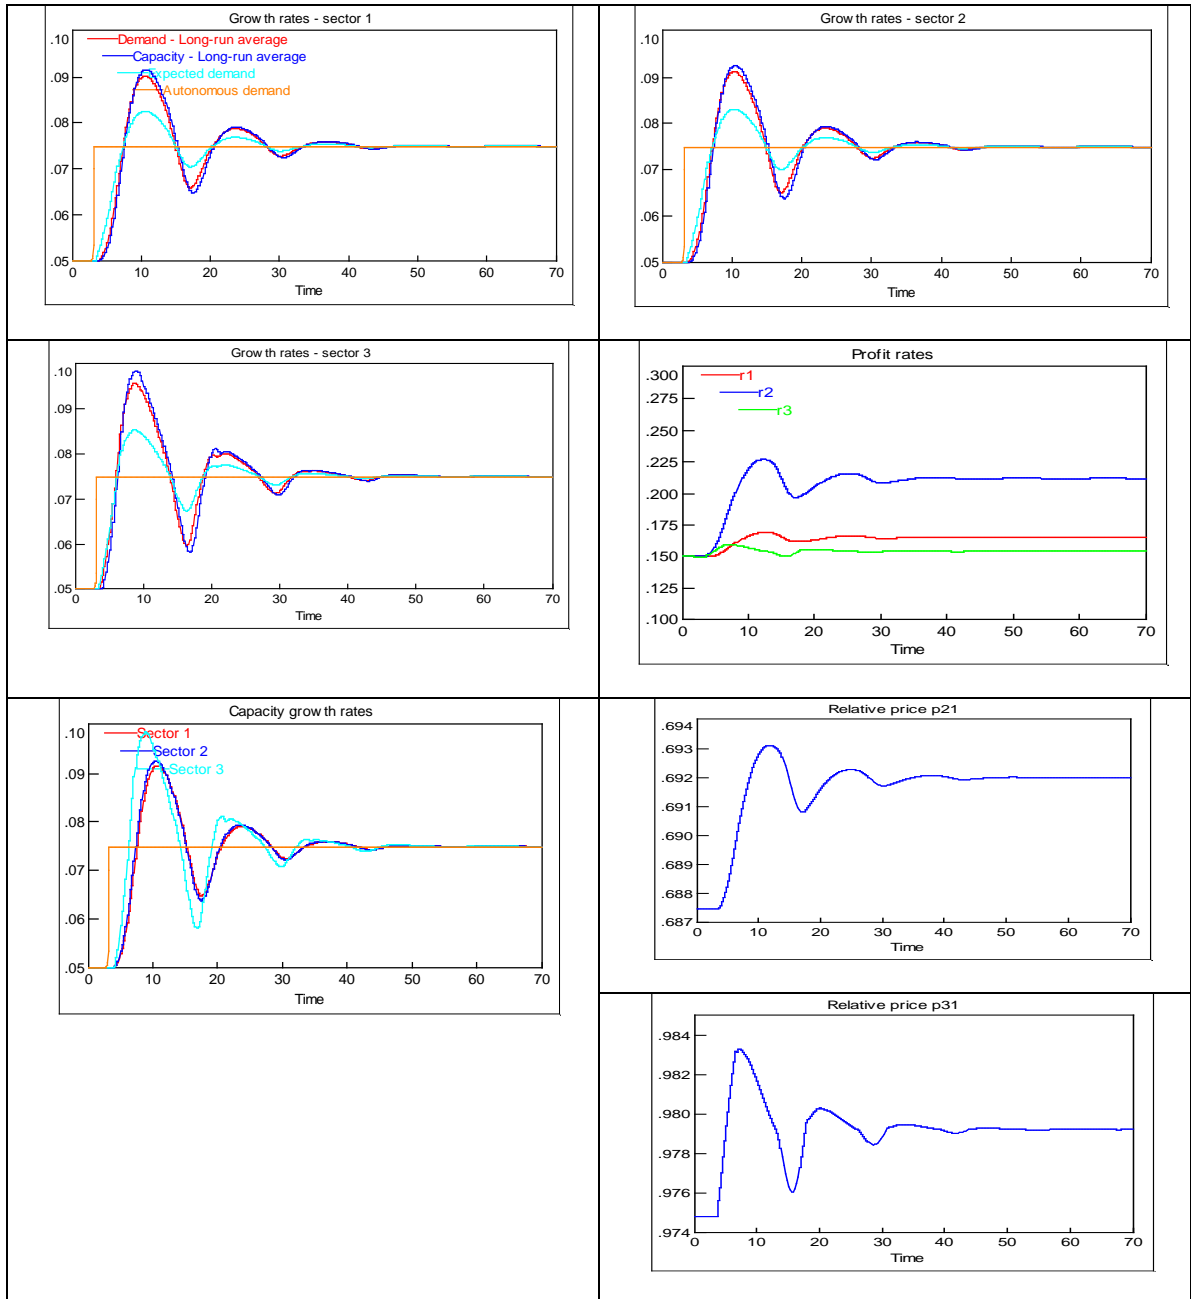 Growth rates - sector 1
.10
Demand - Long-run average
Capacity - Long-run average
.09
Expected demand
Autonomous demand
.08
.07
.06
.05
0 10 20 30 40 50 60 70
Time
Growth rates - sector 2
.10
.09
.08
.07
.06
.05
0 10 20 30 40 50 60 70
Time
Growth rates - sector 3
.10
.09
.08
.07
.06
.05
0 10 20 30 40 50 60 70
Time
Profit rates
.300
r1
.275
r2
r3
.250
.225
.200
.175
.150
.125
.100
0 10 20 30 40 50 60 70
Time
Capacity growth rates
.10
Sector 1
Sector 2
.09
Sector 3
.08
.07
.06
.05
0 10 20 30 40 50 60 70
Time
Relative price p21
.694
.693
.692
.691
.690
.689
.688
.687
0 10 20 30 40 50 60 70
Time
Relative price p31
.984
.982
.980
.978
.976
.974
0 10 20 30 40 50 60 70
Time